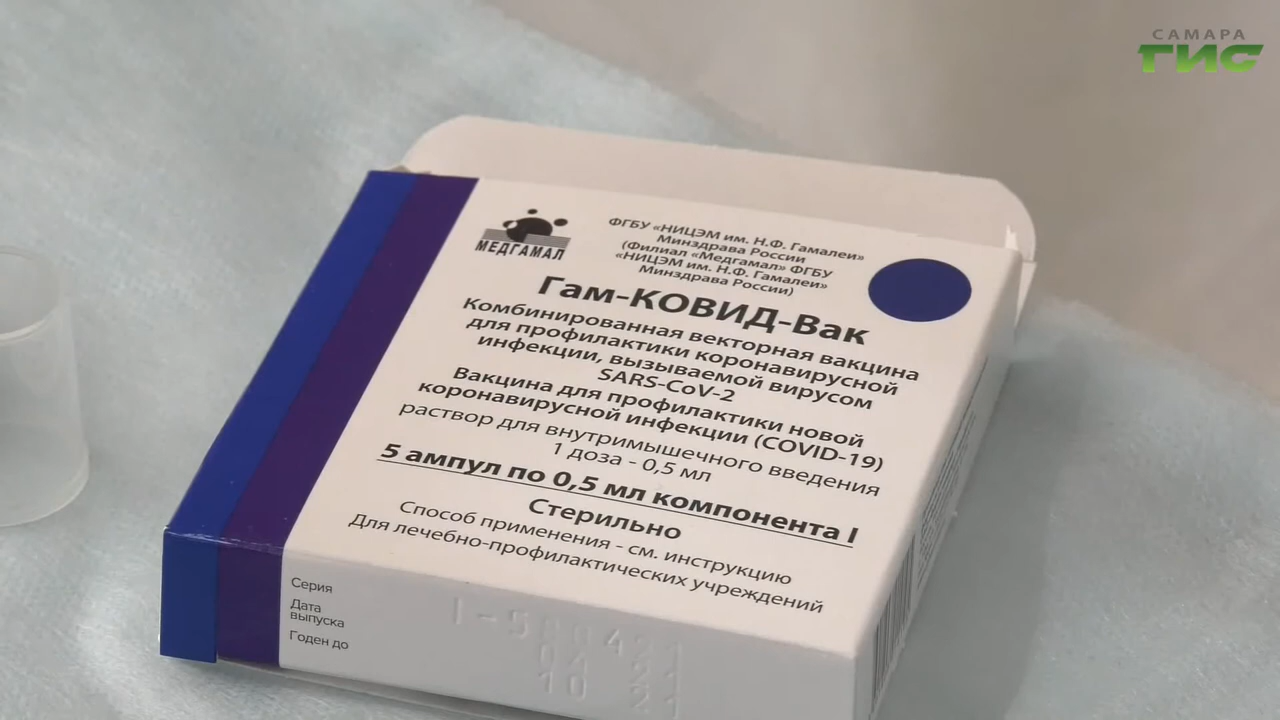 САМАРА
ГИС
МЕДГАМАЛ
ФГБУ «НИЦЭМ им. Н.Ф. Гамалеи»
Минздрава России
(Филиал «Медгамал» ФГБУ
«НИЦЭМ им. Н.Ф. Гамалеи»
Минздрава России)
Гам-КОВИД-Вак
Комбинированная векторная вакцина
для профилактики коронавирусной
инфекции, вызываемой вирусом
SARS-CoV-2
Вакцина для профилактики новой
коронавирусной инфекции (COVID-19)
раствор для внутримышечного введения
1 доза - 0,5 мл
5 ампул по 0,5 мл компонента I
Стерильно
Способ применения - см. инструкцию
Для лечебно-профилактических учреждений
Серия
Дата
выпуска
Годен до